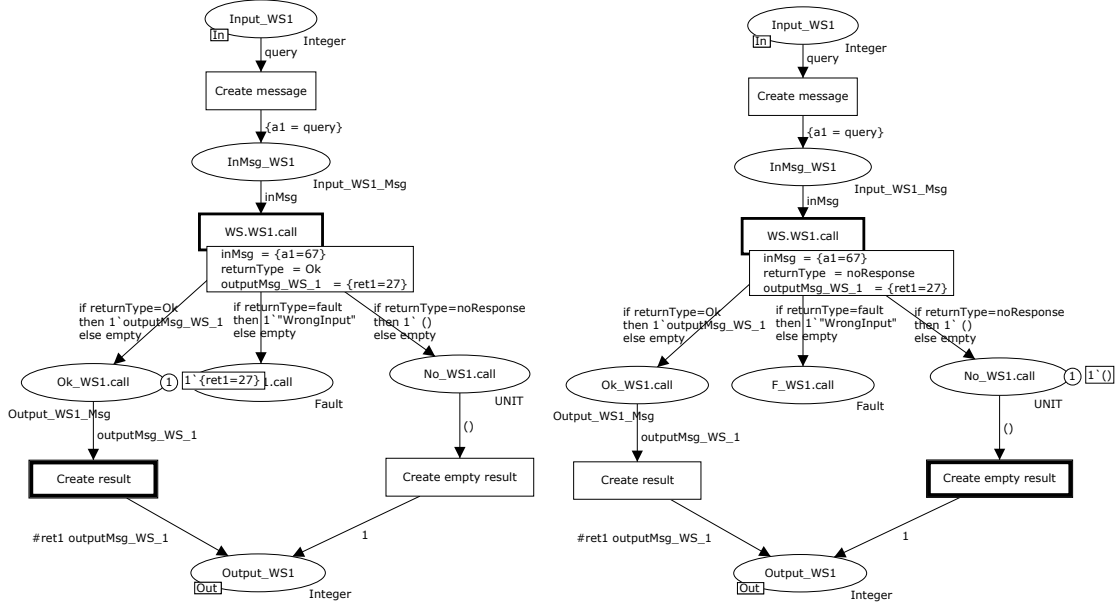 Input_WS1
In
Integer
query
Create message
{a1 = query}
InMsg_WS1
Input_WS1_Msg
inMsg
WS.WS1.call
inMsg = {a1=67}
returnType = Ok
outputMsg_WS_1 = {ret1=27}
if returnType=Ok
then 1`outputMsg_WS_1
else empty
if returnType=fault
then 1`"WrongInput"
else empty
if returnType=noResponse
then 1` ()
else empty
Ok_WS1.call
1
1`{ret1=27}
1.call
No_WS1.call
Output_WS1_Msg
Fault
UNIT
outputMsg_WS_1
()
Create result
Create empty result
#ret1 outputMsg_WS_1
1
Output_WS1
Out
Integer
Input_WS1
In
Integer
query
Create message
{a1 = query}
InMsg_WS1
Input_WS1_Msg
inMsg
WS.WS1.call
inMsg = {a1=67}
returnType = noResponse
outputMsg_WS_1 = {ret1=27}
if returnType=Ok
then 1`outputMsg_WS_1
else empty
if returnType=fault
then 1`"WrongInput"
else empty
if returnType=noResponse
then 1` ()
else empty
Ok_WS1.call
F_WS1.call
No_WS1.call
1
1`()
Output_WS1_Msg
Fault
UNIT
outputMsg_WS_1
()
Create result
Create empty result
#ret1 outputMsg_WS_1
1
Output_WS1
Out
Integer